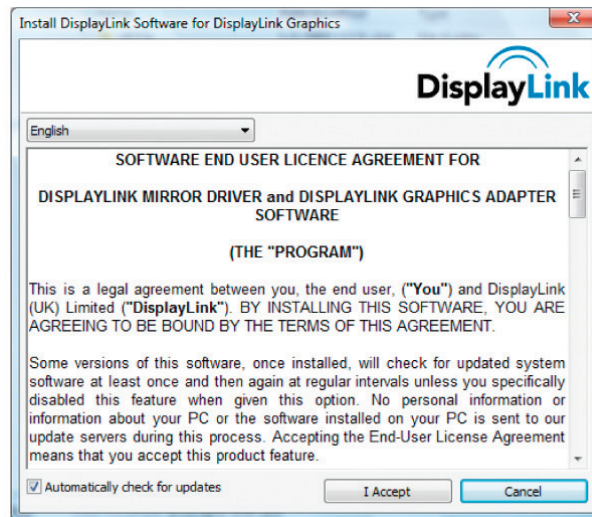 Install DisplayLink Software for DisplayLink Graphics
DisplayLink
English
SOFTWARE END USER LICENCE AGREEMENT FOR
DISPLAYLINK MIRROR DRIVER and DISPLAYLINK GRAPHICS ADAPTER
SOFTWARE
(THE "PROGRAM")
This is a legal agreement between you, the end user, ("You") and DisplayLink
(UK) Limited ("DisplayLink"). BY INSTALLING THIS SOFTWARE, YOU ARE
AGREEING TO BE BOUND BY THE TERMS OF THIS AGREEMENT.
Some versions of this software, once installed, will check for updated system
software at least once and then again at regular intervals unless you specifically
disabled this feature when given this option. No personal information or
information about your PC or the software installed on your PC is sent to our
update servers during this process. Accepting the End-User License Agreement
means that you accept this product feature.
Automatically check for updates
I Accept
Cancel